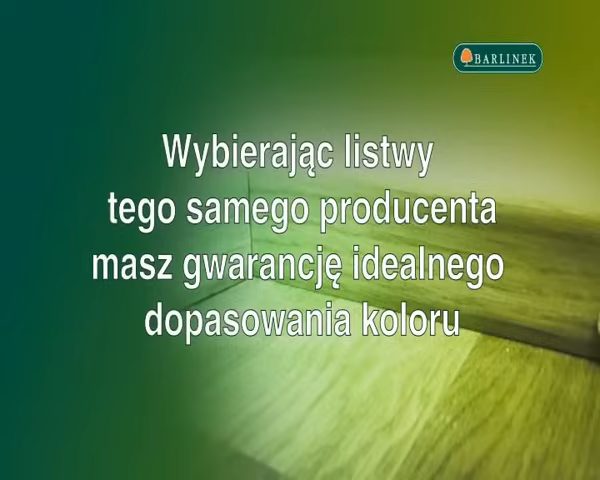 BARLINEK
Wybierając listwy
tego samego producenta
masz gwarancję idealnego
dopasowania koloru